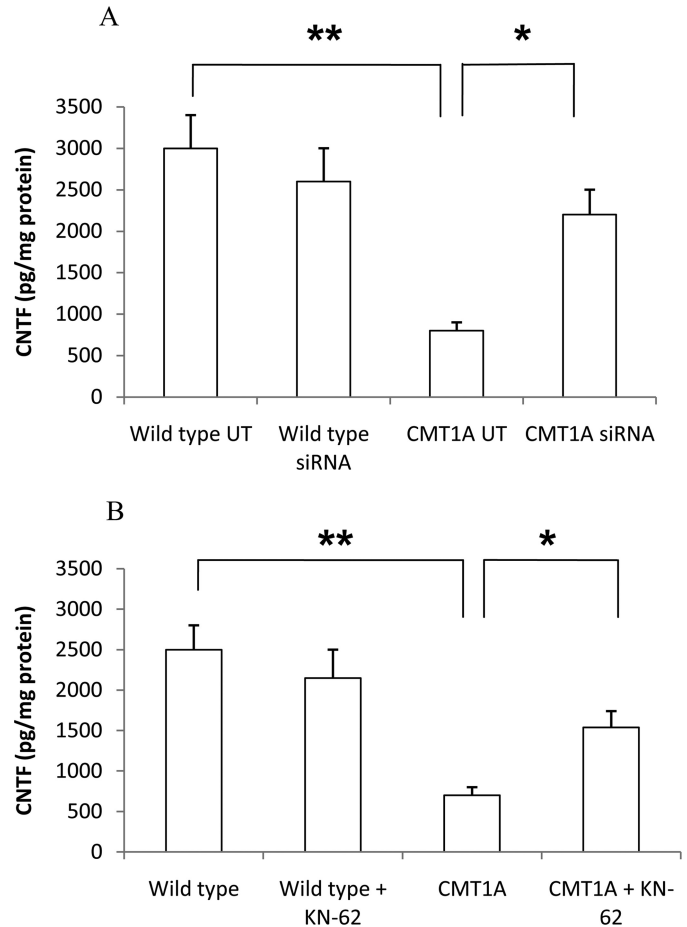 A
** *
CNTF (pg/mg protein)
3500
3000
2500
2000
1500
1000
500
0
Wild type UT
Wild type
siRNA
CMT1A UT
CMT1A siRNA
B
** *
CNTF (pg/mg protein)
3500
3000
2500
2000
1500
1000
500
0
Wild type
Wild type +
KN-62
CMT1A
CMT1A + KN-
62